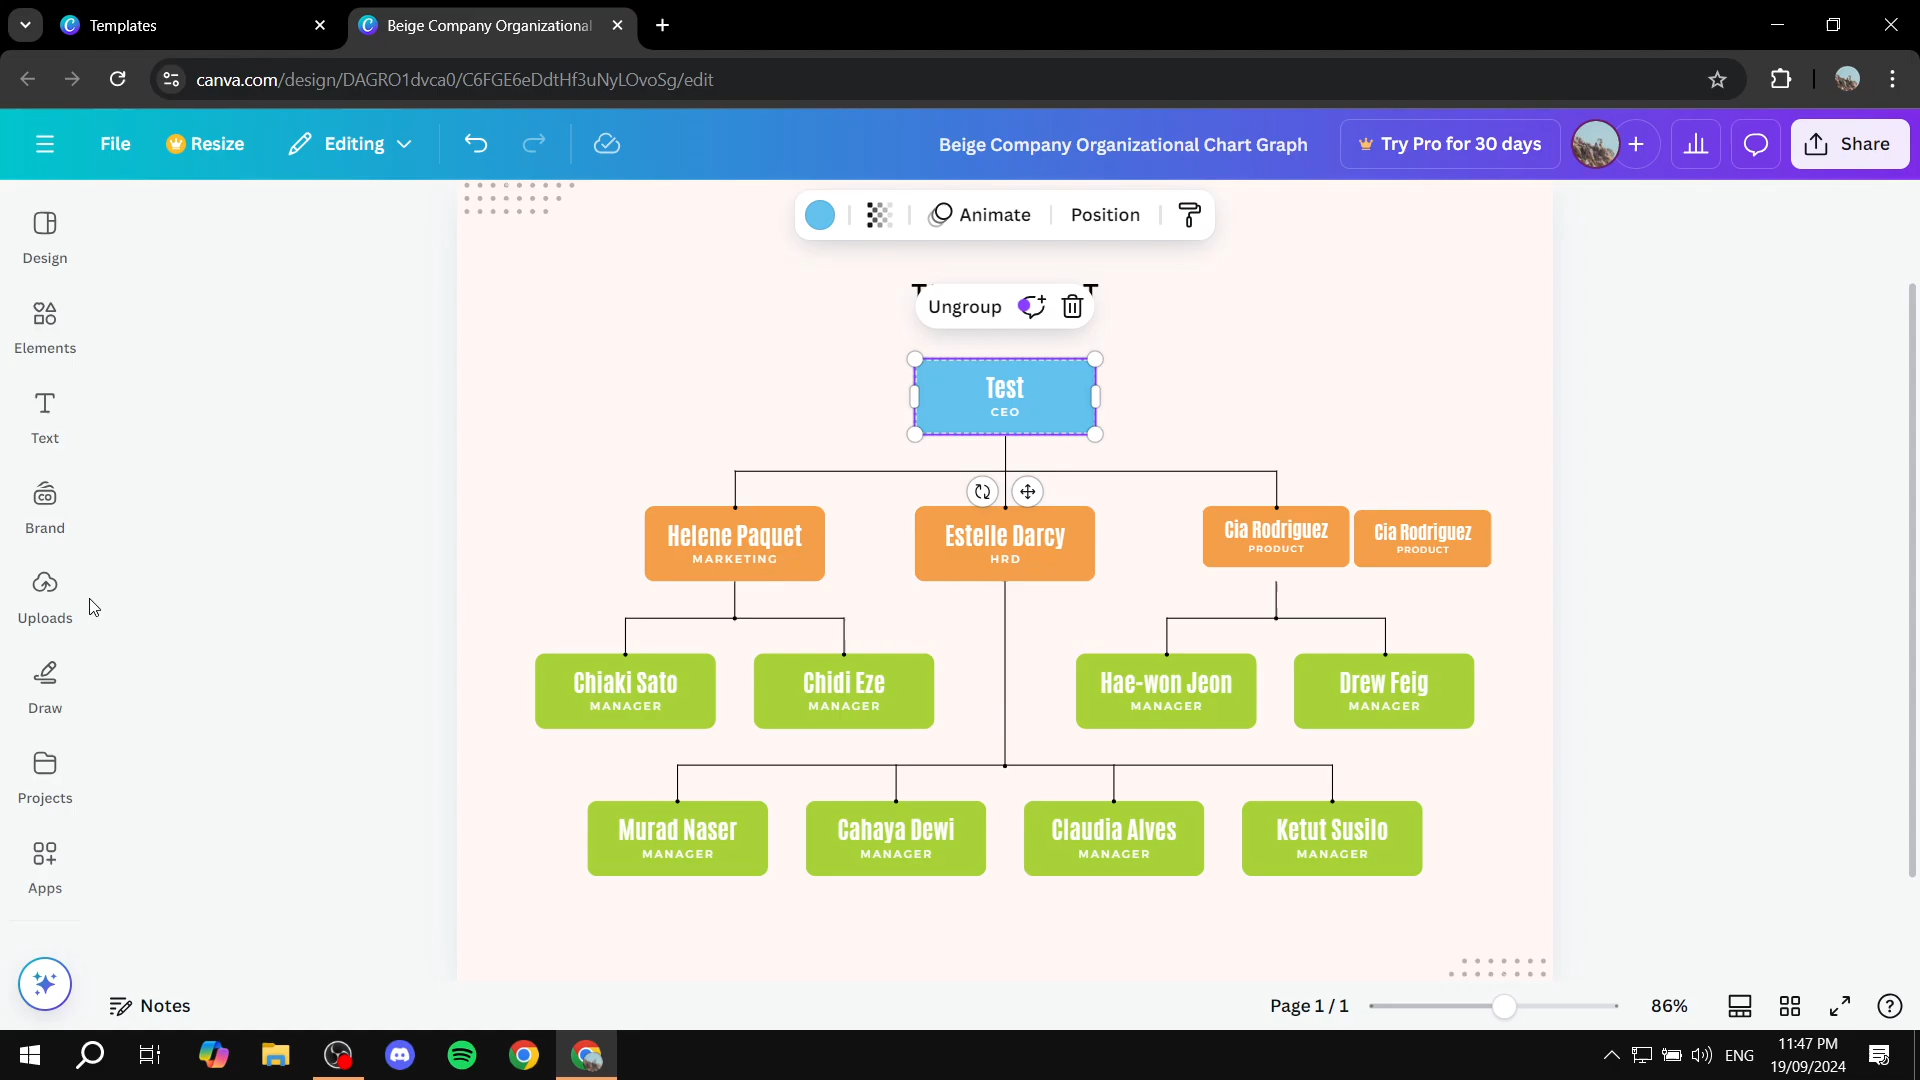 Templates
Beige Company Organizational
canva.com/design/DAGRO1dvca0/C6FGE6eDdtHf3uNyLOvoSg/edit
File
Resize
Editing
Beige Company Organizational Chart Graph
Try Pro for 30 days
Share
Design
Elements
Text
Brand
Uploads
Draw
Projects
Apps
Animate
Position
Ungroup
Test
CEO
Helene Paquet
MARKETING
Estelle Darcy
HRD
Cia Rodriguez
PRODUCT
Cia Rodriguez
PRODUCT
Chiaki Sato
MANAGER
Chidi Eze
MANAGER
Hae-won Jeon
MANAGER
Drew Feig
MANAGER
Murad Naser
MANAGER
Cahaya Dewi
MANAGER
Claudia Alves
MANAGER
Ketut Susilo
MANAGER
Notes
Page 1 / 1
86%
ENG
11:47 PM
19/09/2024